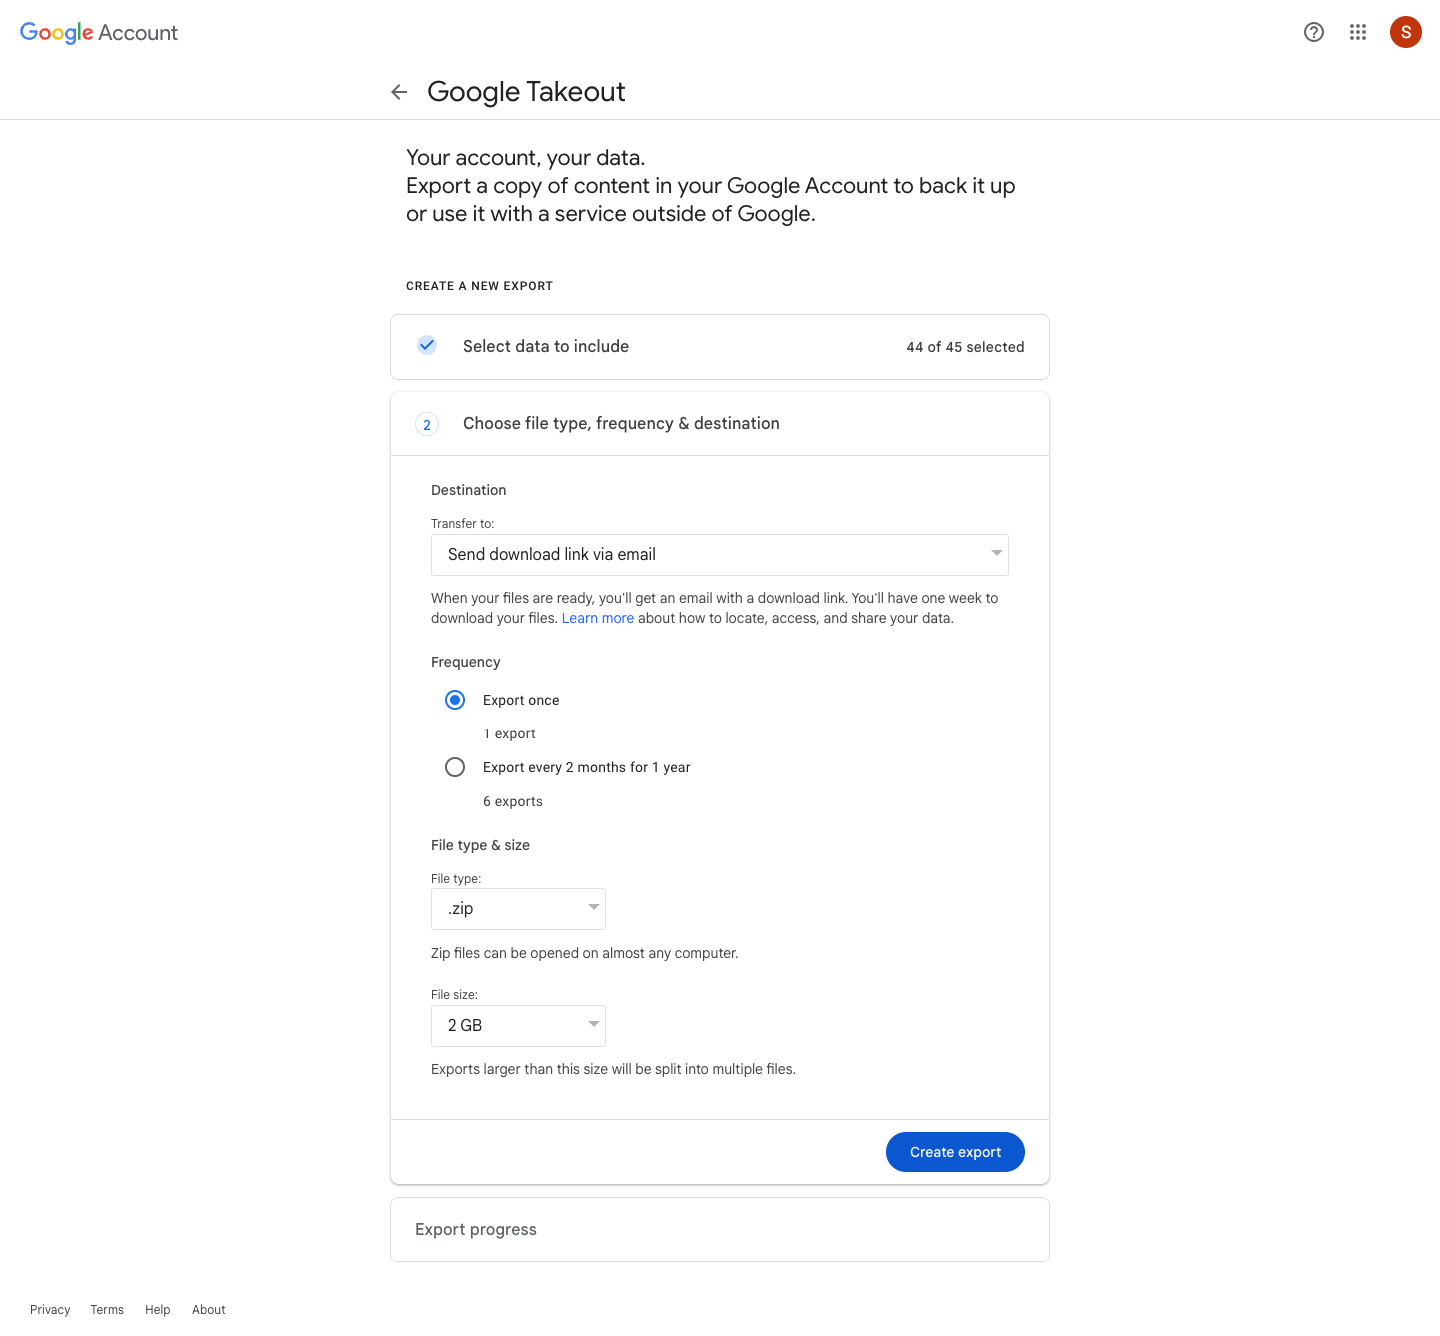 Google Account
S
Google Takeout
Your account, your data.
Export a copy of content in your Google Account to back it up
or use it with a service outside of Google.
CREATE A NEW EXPORT
Select data to include
44 of 45 selected
2
Choose file type, frequency & destination
Destination
Transfer to:
Send download link via email
When your files are ready, you'll get an email with a download link. You'll have one week to
download your files. Learn more about how to locate, access, and share your data.
Frequency
Export once
1 export
Export every 2 months for 1 year
6 exports
File type & size
File type:
.zip
Zip files can be opened on almost any computer.
File size:
2 GB
Exports larger than this size will be split into multiple files.
Create export
Export progress
Privacy Terms Help About